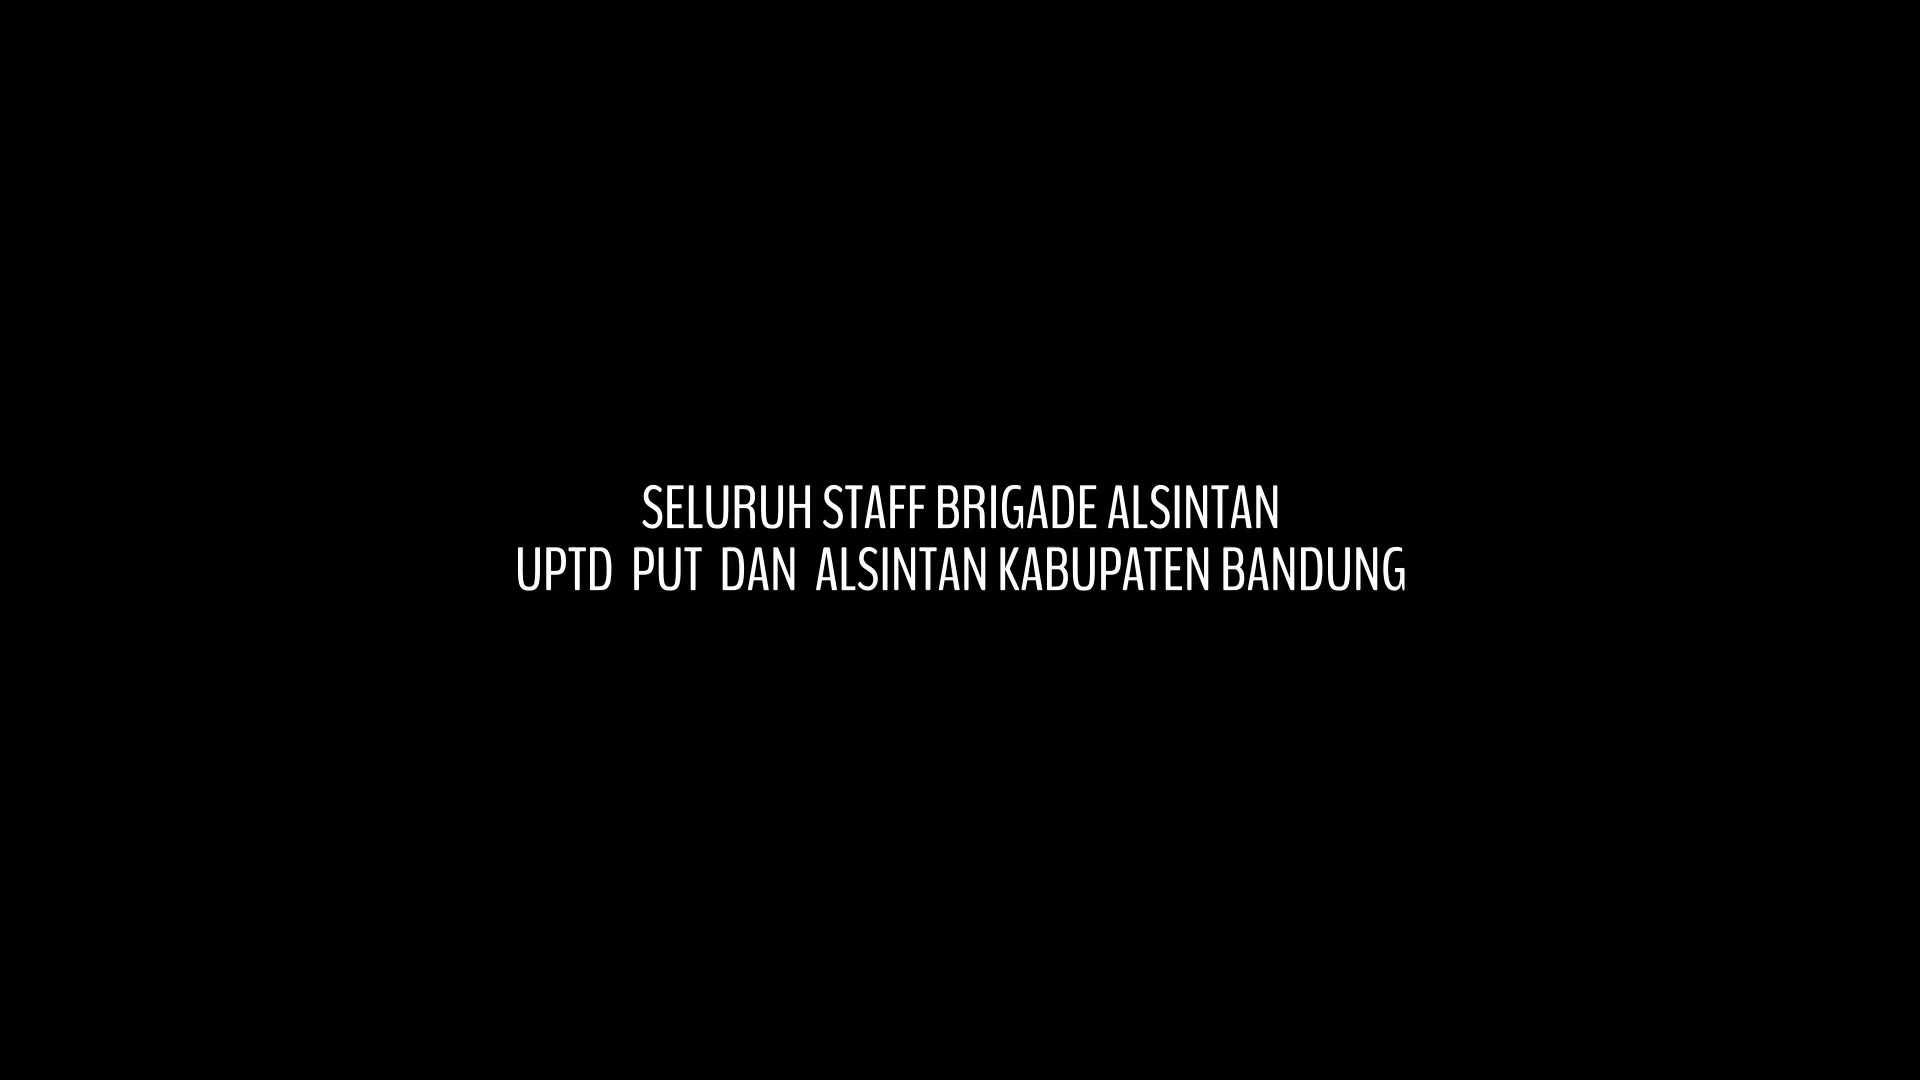 SELURUH STAFF BRIGADE ALSINTAN
UPTD PUT DAN ALSINTAN KABUPATEN BANDUNG